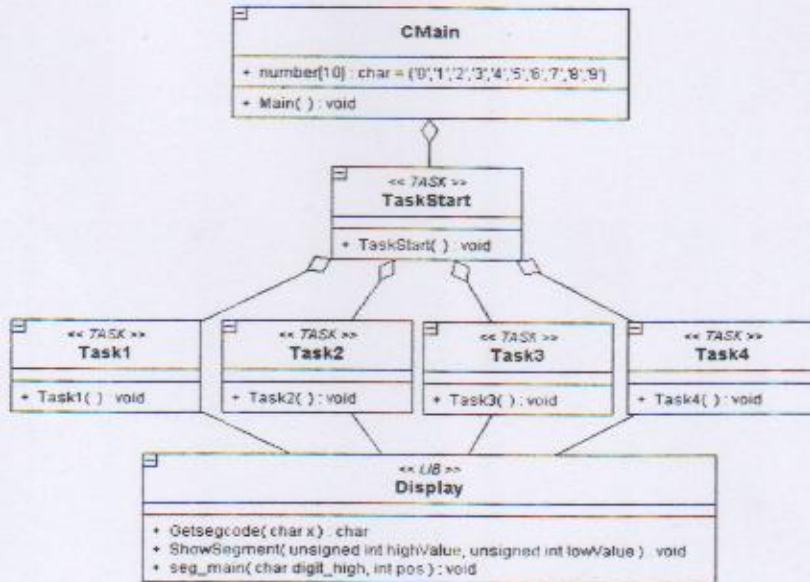 CMain
+ number[10] : char = {'0','1','2','3','4','5','6','7','8','9'}
+ Main( ) : void
<< TASK >>
TaskStart
+ TaskStart( ) : void
<< TASK >>
Task1
+ Task1( ) : void
<< TASK >>
Task2
+ Task2( ) : void
<< TASK >>
Task3
+ Task3( ) : void
<< TASK >>
Task4
+ Task4( ) : void
<< LIB >>
Display
+ Getsegcode( char x ) : char
+ ShowSegment( unsigned int highValue, unsigned int lowValue ) : void
+ seg_main( char digit_high, int pos ) : void